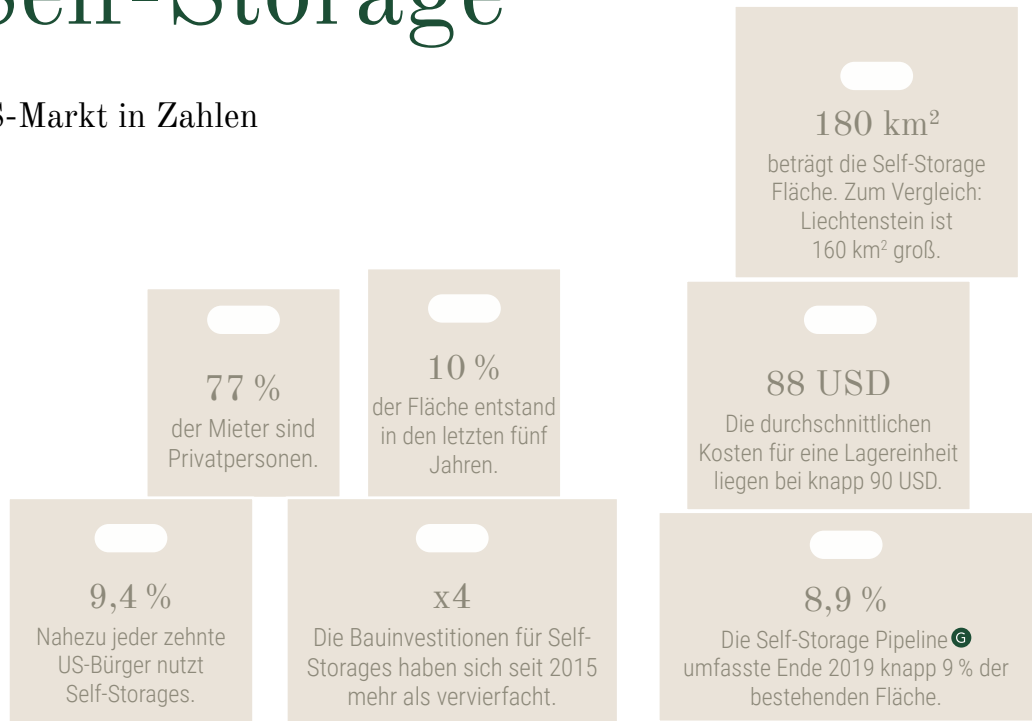 Self-Storage
S-Markt in Zahlen
180 km²
beträgt die Self-Storage
Fläche. Zum Vergleich:
Liechtenstein ist
160 km² groß.
77 %
der Mieter sind
Privatpersonen.
10 %
der Fläche entstand
in den letzten fünf
Jahren.
88 USD
Die durchschnittlichen
Kosten für eine Lagereinheit
liegen bei knapp 90 USD.
9,4 %
Nahezu jeder zehnte
US-Bürger nutzt
Self-Storages.
x4
Die Bauinvestitionen für Self-
Storages haben sich seit 2015
mehr als vervierfacht.
8,9 %
Die Self-Storage Pipeline G
umfasste Ende 2019 knapp 9 % der
bestehenden Fläche.